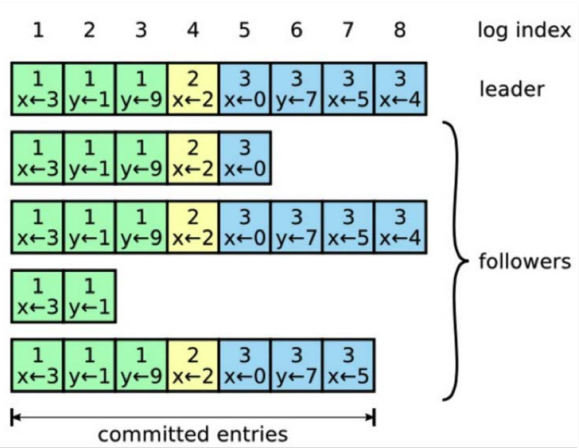 1 2 3 4 5 6 7 8 log index
1 1 1 2 3 3 3 3
x←3 y←1 y←9 x←2 x←0 y←7 x←5 x←4
leader
1 1 1 2 3
x←3 y←1 y←9 x←2 x←0
1 1 1 2 3 3 3 3
x←3 y←1 y←9 x←2 x←0 y←7 x←5 x←4
followers
1 1
x←3 y←1
1 1 1 2 3 3 3
x←3 y←1 y←9 x←2 x←0 y←7 x←5
committed entries